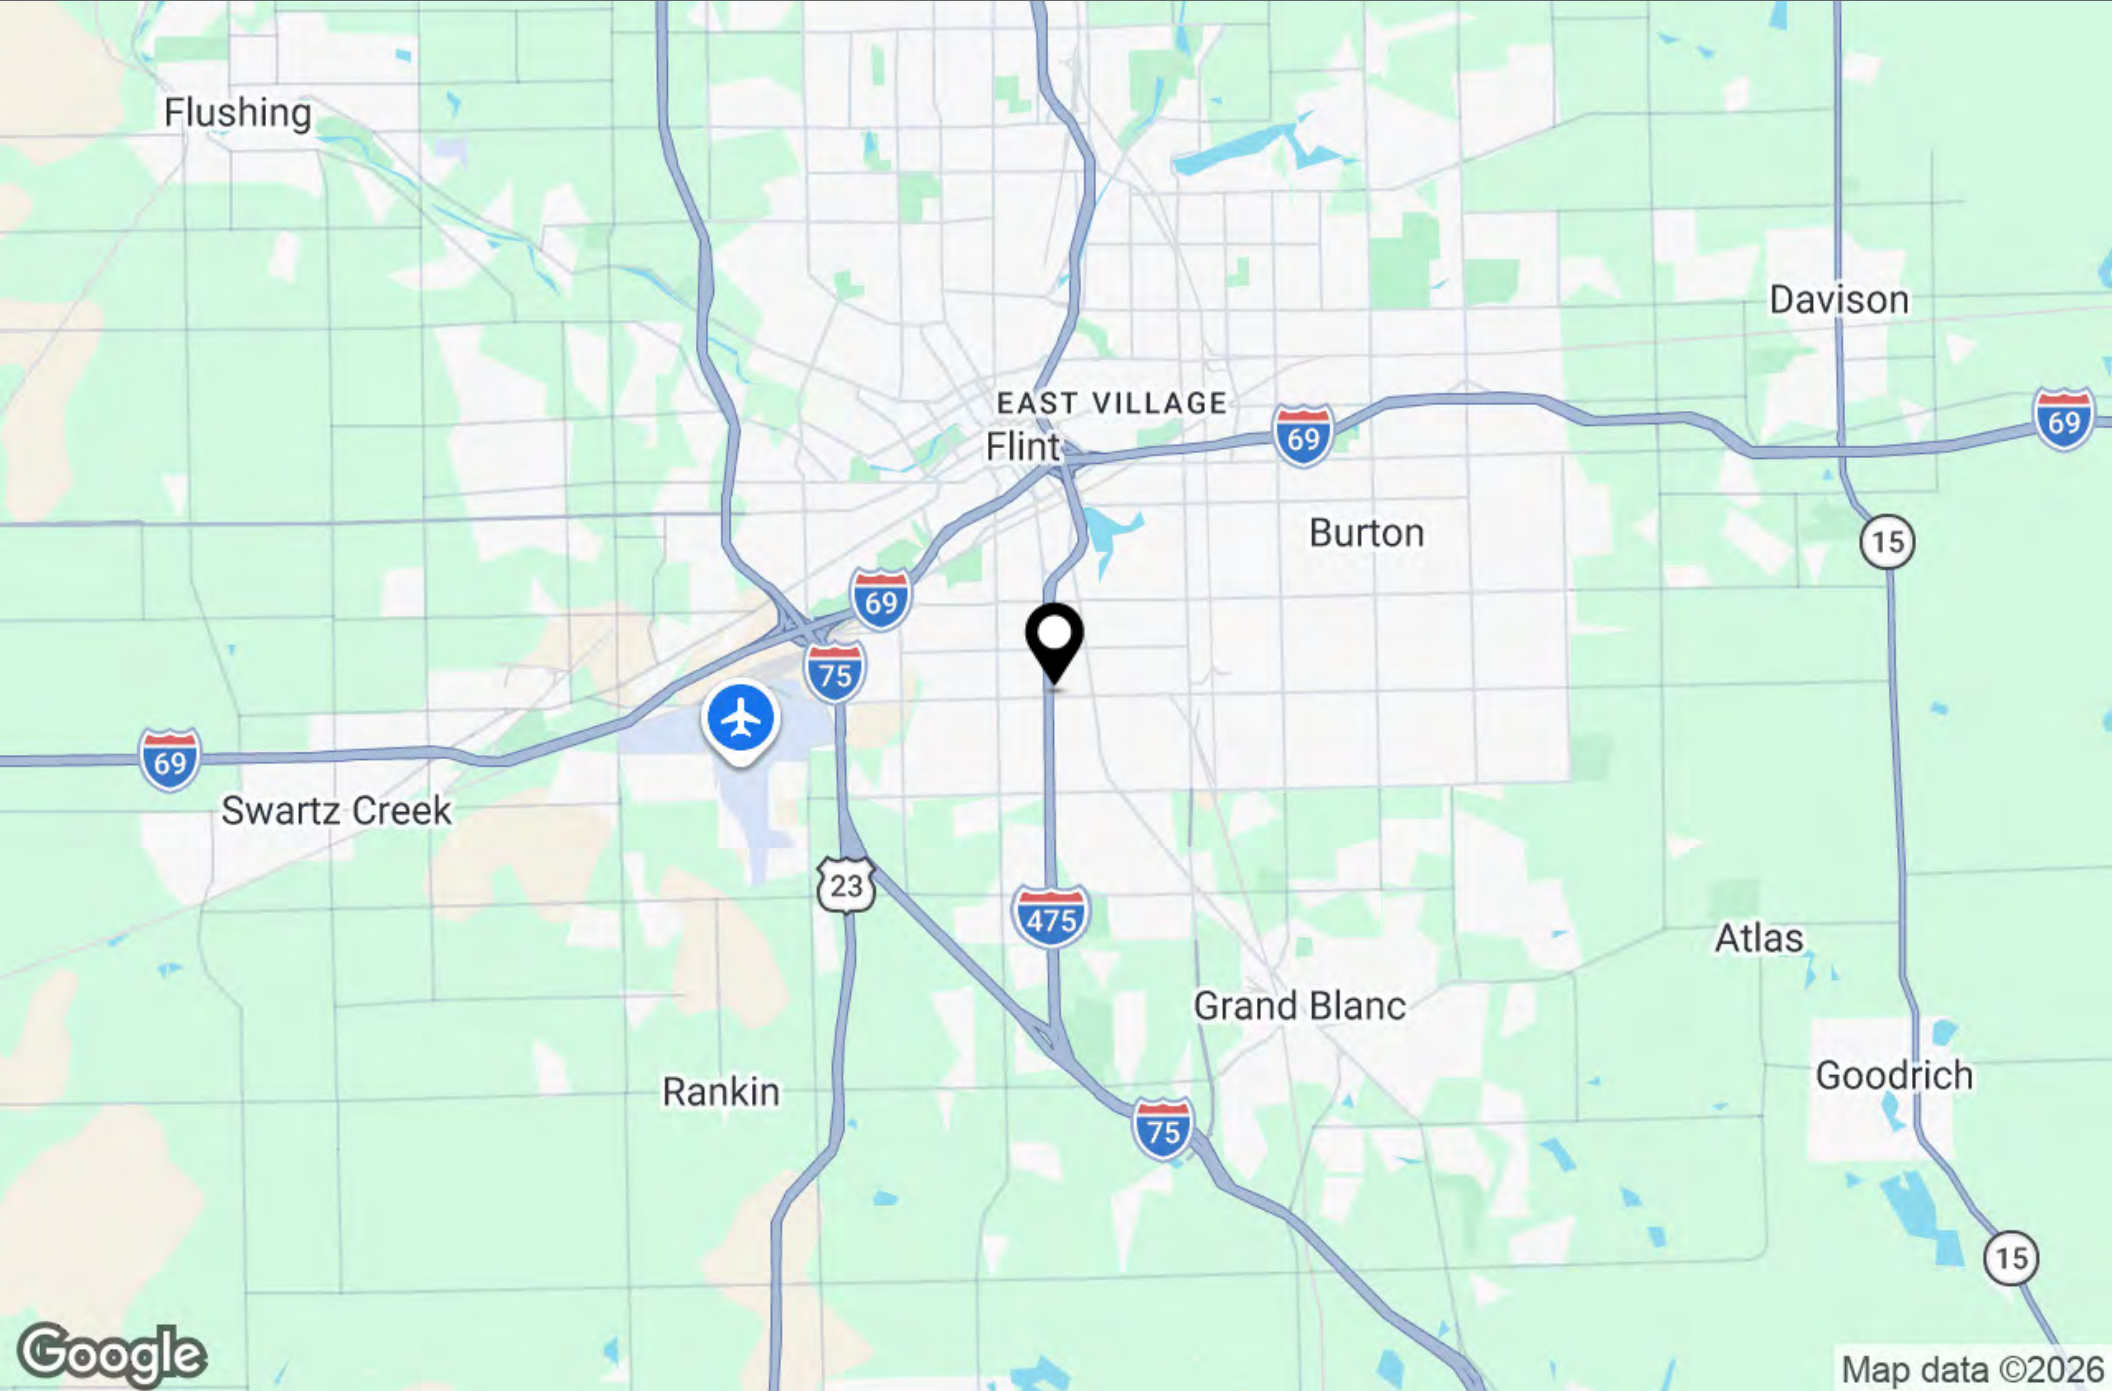 Flushing
Davison
EAST VILLAGE
Flint
69
69
Burton
15
69
75
69
Swartz Creek
23
475
Atlas
Grand Blanc
Rankin
Goodrich
75
15
Google
Map data ©2026